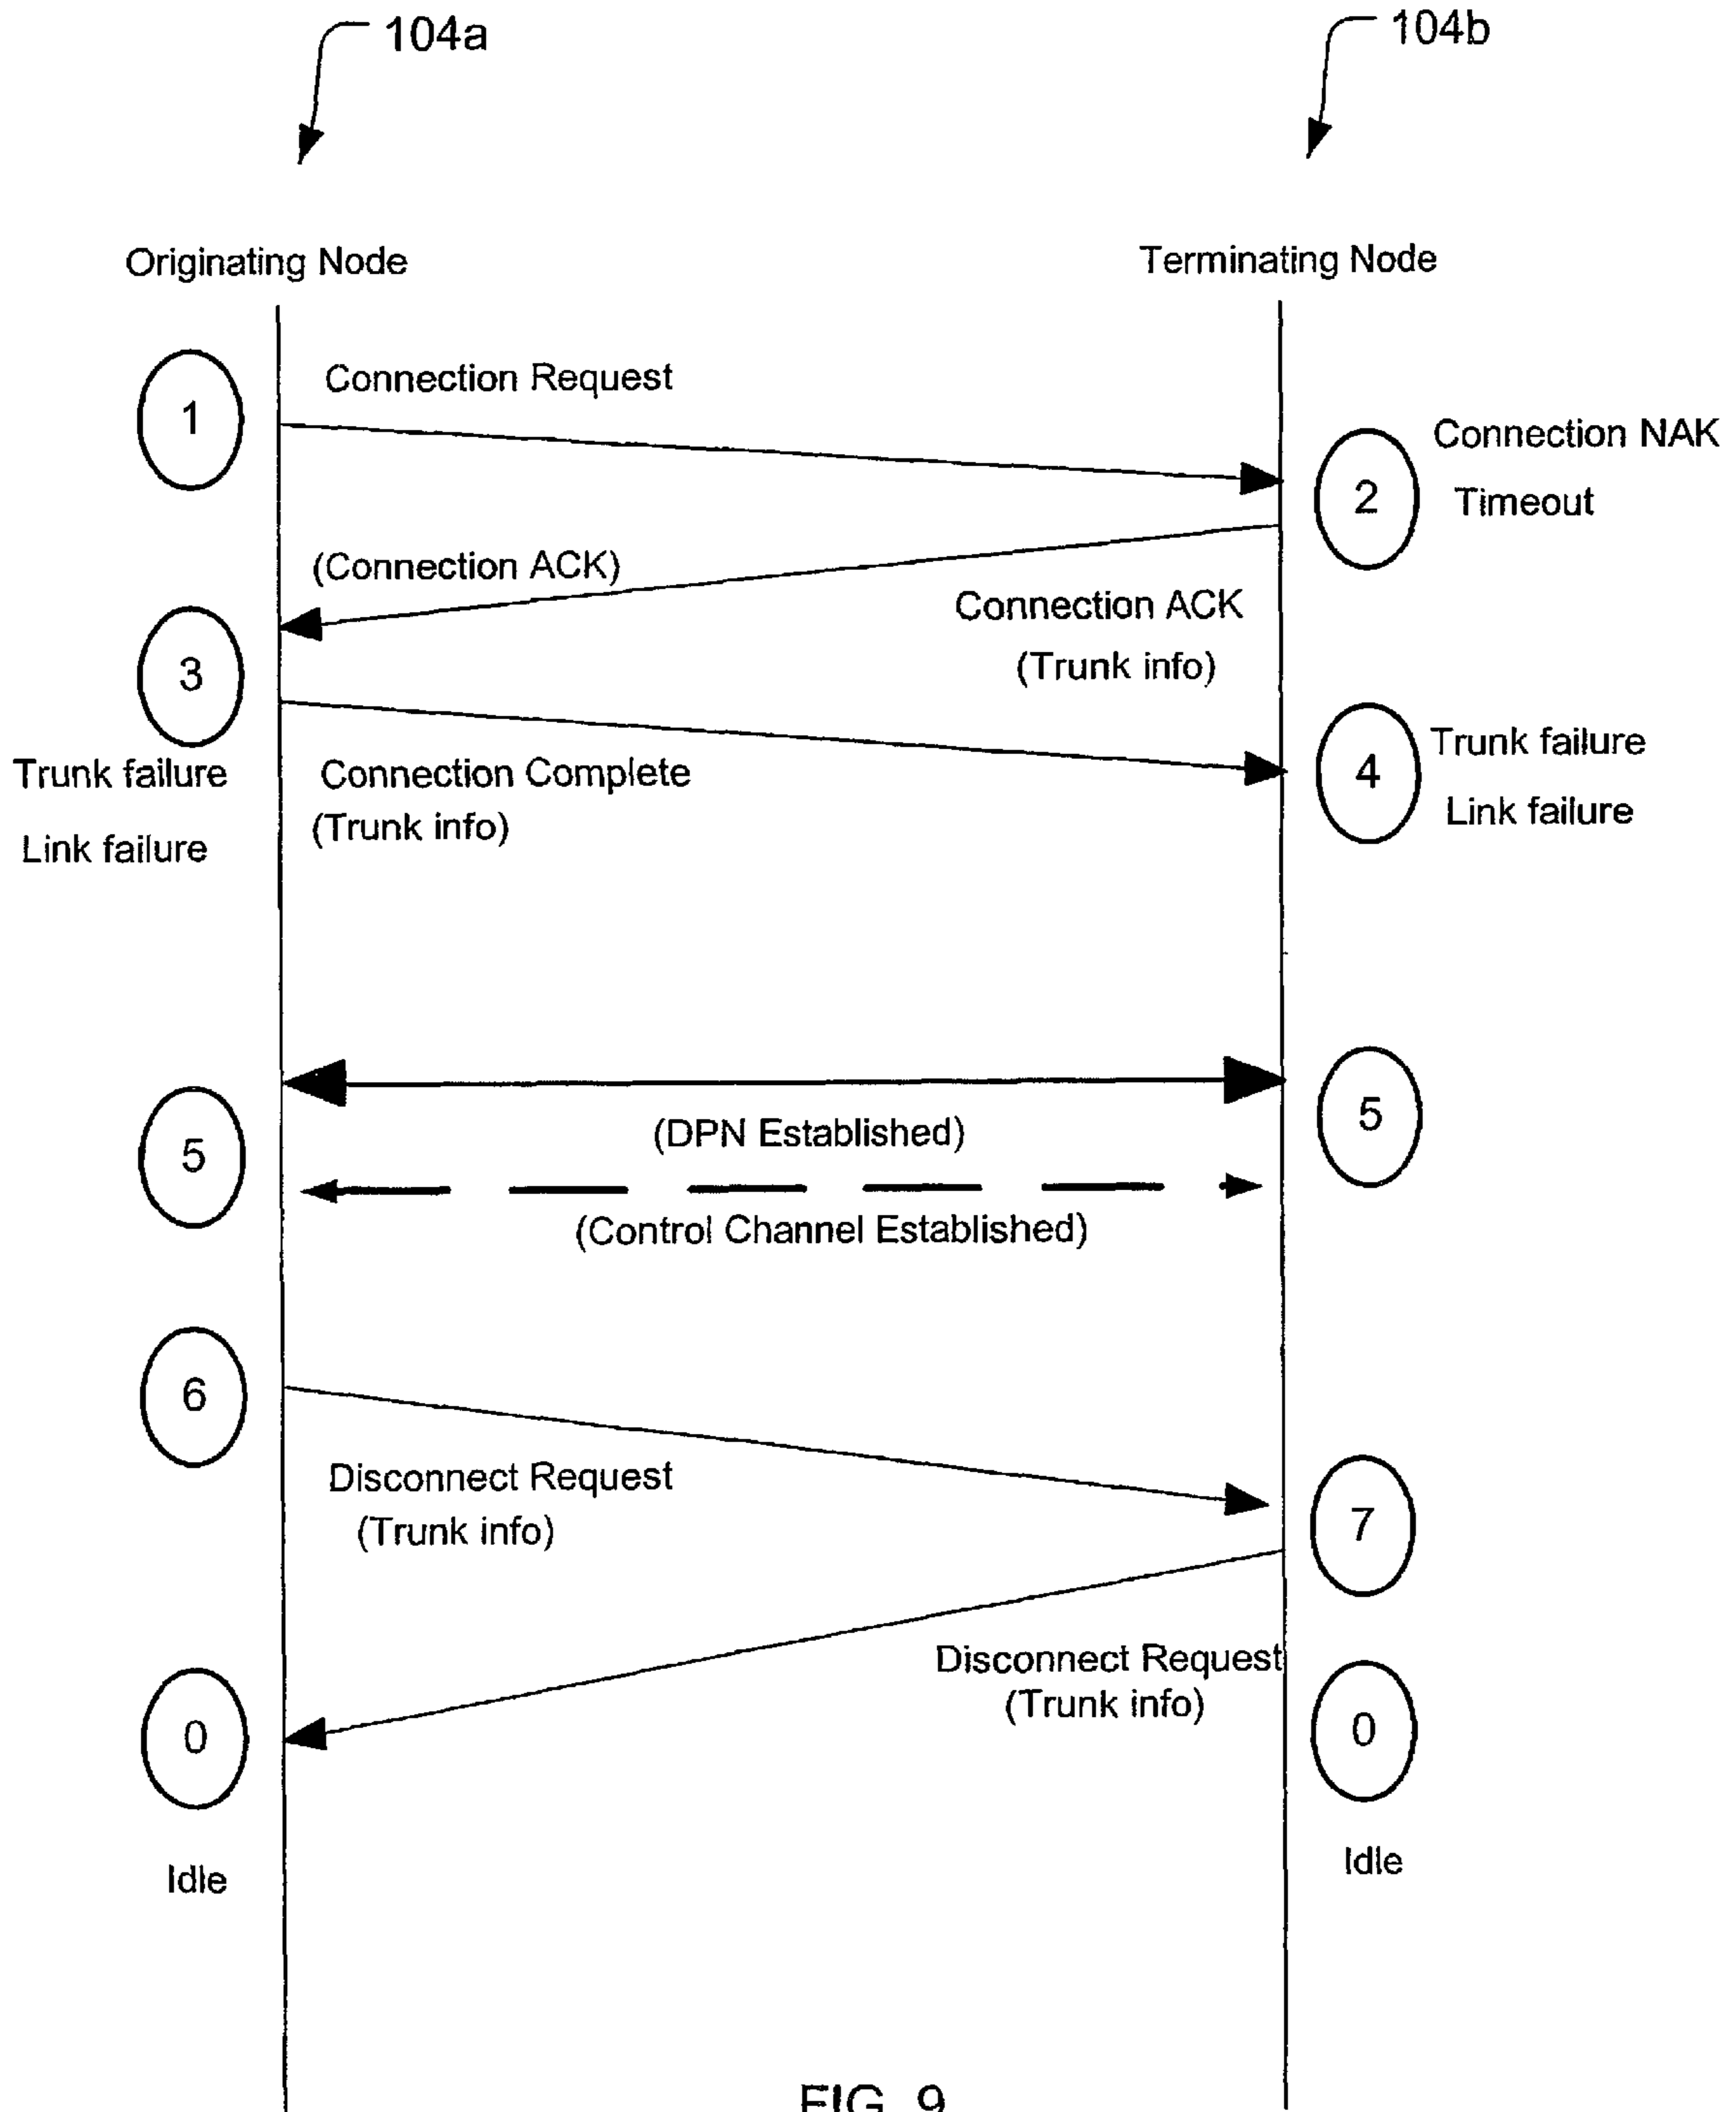 104a
104b
Originating Node
Terminating Node
Connection Request
1
Connection NAK
2
Timeout
(Connection ACK)
Connection ACK
(Trunk info)
3
Trunk failure
Link failure
Connection Complete
(Trunk info)
Trunk failure
4
Link failure
5
5
(DPN Established)
(Control Channel Established)
6
Disconnect Request
(Trunk info)
7
Disconnect Request
(Trunk info)
0
0
Idle
Idle
FIG. 9